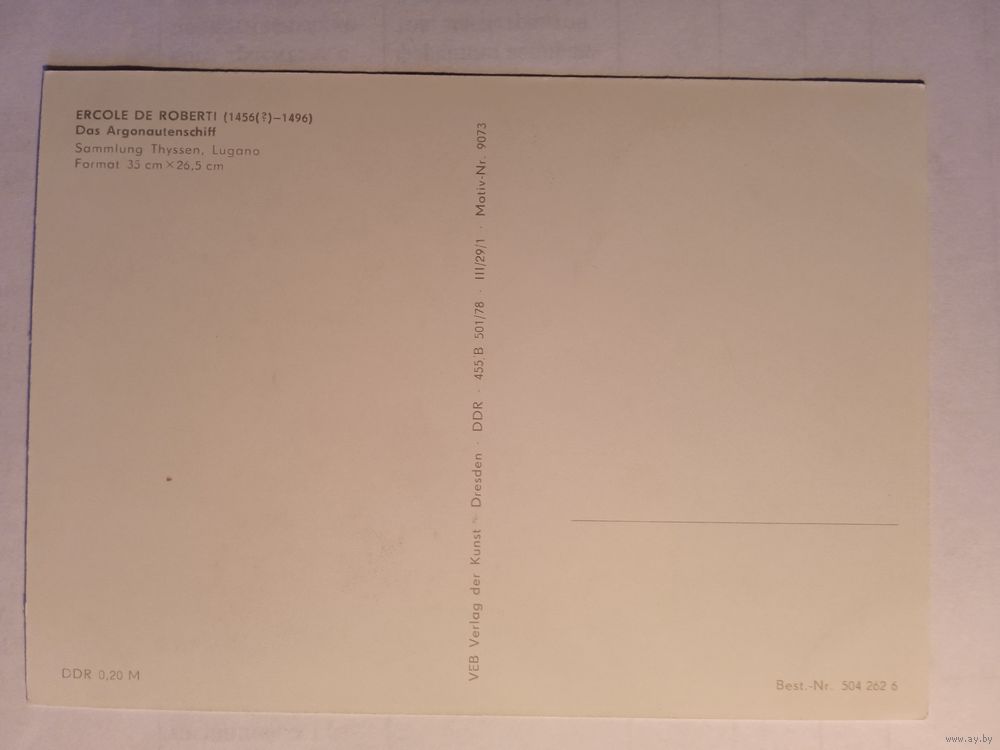 ERCOLE DE ROBERTI (1456(?)–1496)
Das Argonautenschiff
Sammlung Thyssen, Lugano
Format 35 cm × 26,5 cm
VEB Verlag der Kunst · Dresden · DDR · 455 B 501/78 · III/29/1 · Motiv-Nr. 9073
DDR 0,20 M
Best.-Nr. 504 262 6
www.ay.by